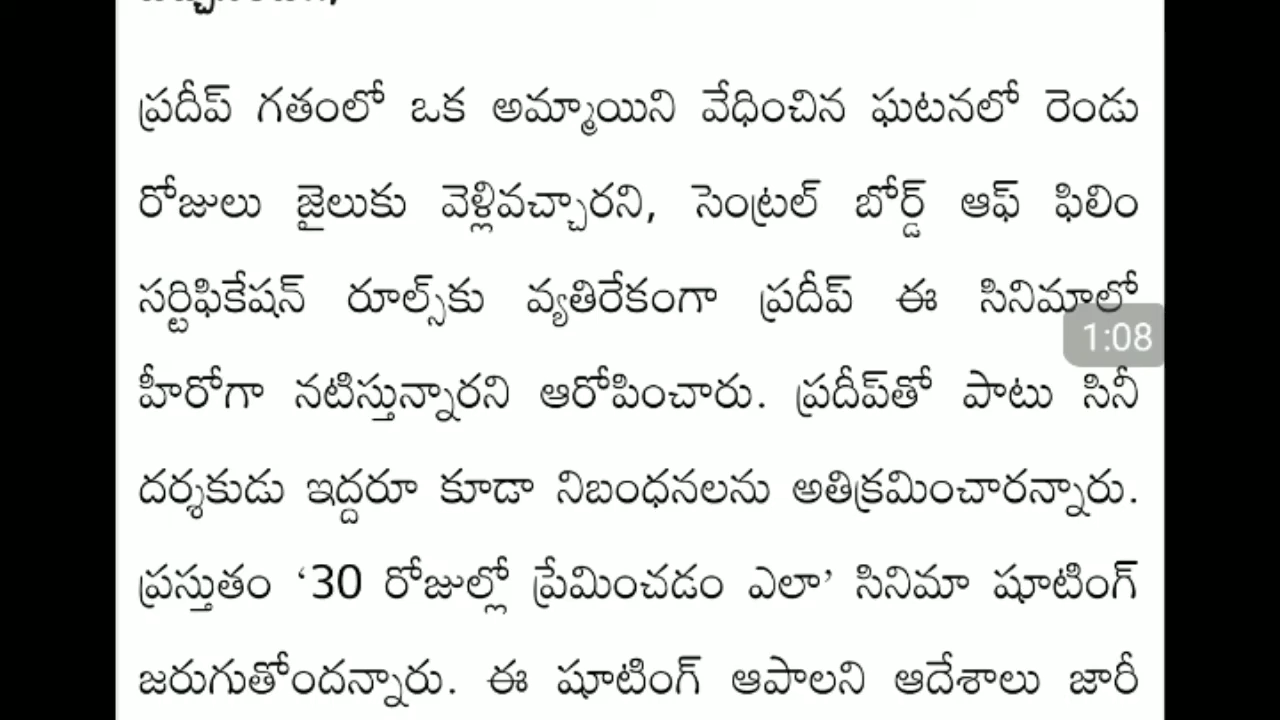 ప్రదీప్ గతంలో ఒక అమ్మాయిని వేధించిన ఘటనలో రెండు
రోజులు జైలుకు వెళ్లివచ్చారని, సెంట్రల్ బోర్డ్ ఆఫ్ ఫిలిం
సర్టిఫికేషన్ రూల్స్‌కు వ్యతిరేకంగా ప్రదీప్ ఈ సినిమాలో
1:08
హీరోగా నటిస్తున్నారని ఆరోపించారు. ప్రదీప్‌తో పాటు సినీ
దర్శకుడు ఇద్దరూ కూడా నిబంధనలను అతిక్రమించారన్నారు.
ప్రస్తుతం ‘30 రోజుల్లో ప్రేమించడం ఎలా’ సినిమా షూటింగ్
జరుగుతోందన్నారు. ఈ షూటింగ్ ఆపాలని ఆదేశాలు జారీ